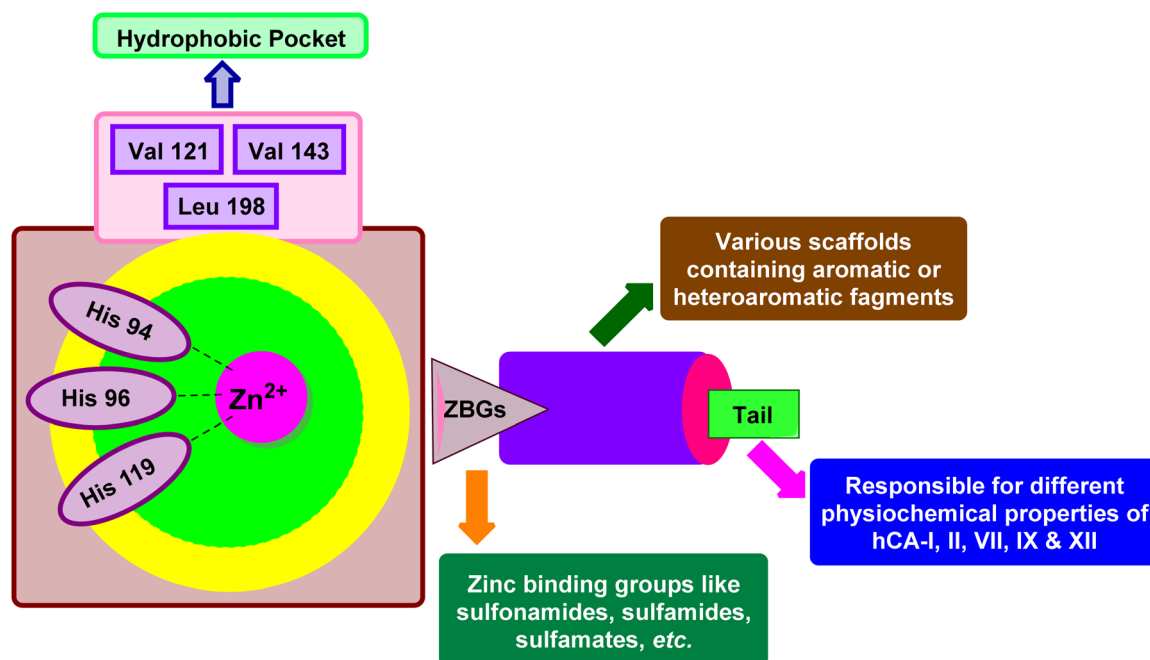 Hydrophobic Pocket
Val 121
Val 143
Leu 198
His 94
His 96
His 119
Zn²⁺
ZBGs
Various scaffolds
containing aromatic or
heteroaromatic fagments
Tail
Responsible for different
physiochemical properties of
hCA-I, II, VII, IX & XII
Zinc binding groups like
sulfonamides, sulfamides,
sulfamates, etc.